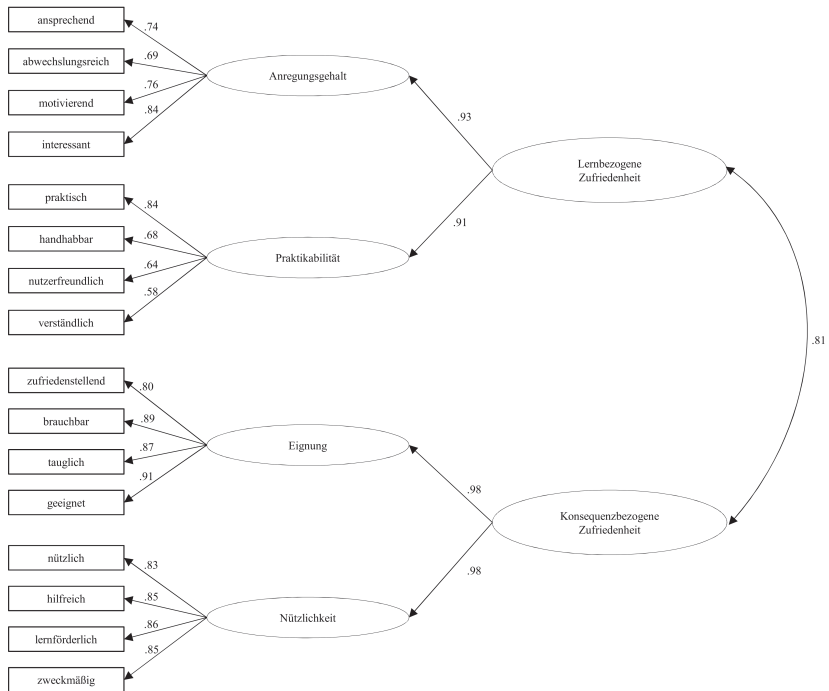 ansprechend
.74
abwechslungsreich
.69
Anregungsgehalt
motivierend
.76
interessant
.84
.93
Lernbezogene
Zufriedenheit
.91
praktisch
.84
handhabbar
.68
Praktikabilität
nutzerfreundlich
.64
verständlich
.58
.81
zufriedenstellend
.80
brauchbar
.89
Eignung
tauglich
.87
geeignet
.91
.98
Konsequenzbezogene
Zufriedenheit
.98
nützlich
.83
hilfreich
.85
Nützlichkeit
lernförderlich
.86
zweckmäßig
.85